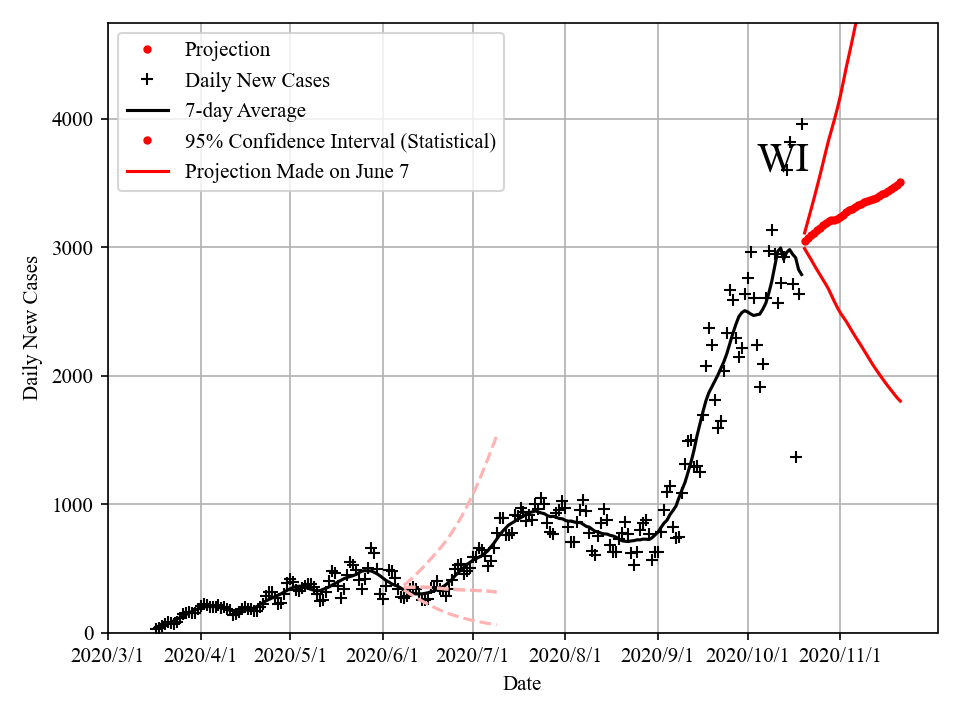 Projection
Daily New Cases
7-day Average
95% Confidence Interval (Statistical)
Projection Made on June 7
WI
4000
3000
2000
1000
0
Daily New Cases
2020/3/1 2020/4/1 2020/5/1 2020/6/1 2020/7/1 2020/8/1 2020/9/1 2020/10/1 2020/11/1
Date